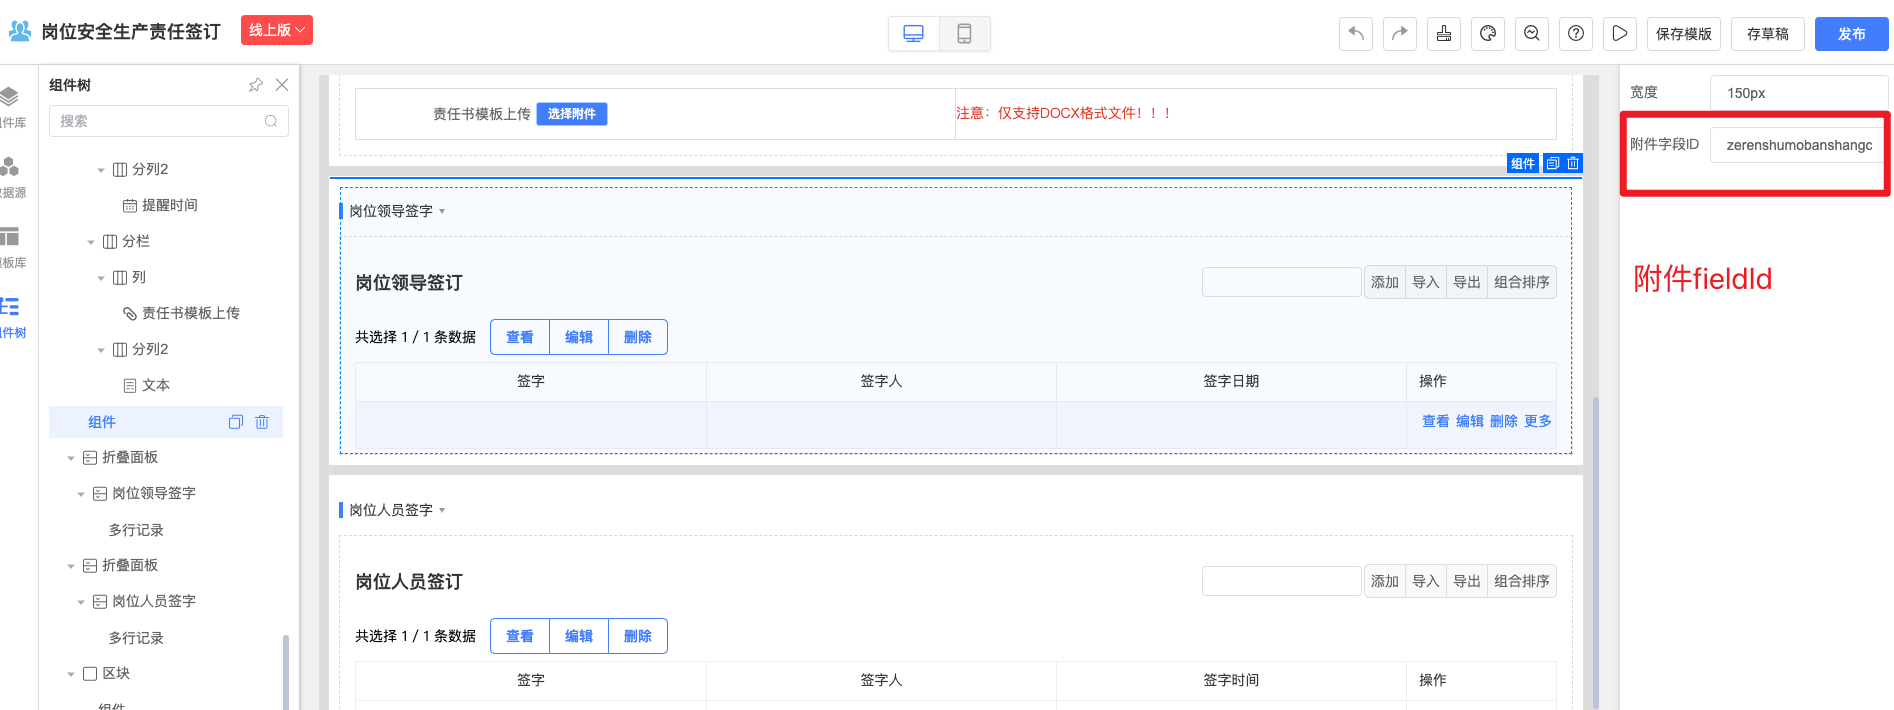 岗位安全生产责任签订
线上版
保存模版
存草稿
发布
组件树
搜索
分列2
提醒时间
分栏
列
责任书模板上传
分列2
文本
组件
折叠面板
岗位领导签字
多行记录
折叠面板
岗位人员签字
多行记录
区块
责任书模板上传 选择附件
注意：仅支持DOCX格式文件！！！
组件
岗位领导签字
岗位领导签订
添加 导入 导出 组合排序
共选择 1 / 1 条数据 查看 编辑 删除
签字 签字人 签字日期 操作
查看 编辑 删除 更多
岗位人员签字
岗位人员签订
添加 导入 导出 组合排序
共选择 1 / 1 条数据 查看 编辑 删除
签字 签字人 签字时间 操作
宽度 150px
附件字段ID zerenshumobanshangc
附件fieldId